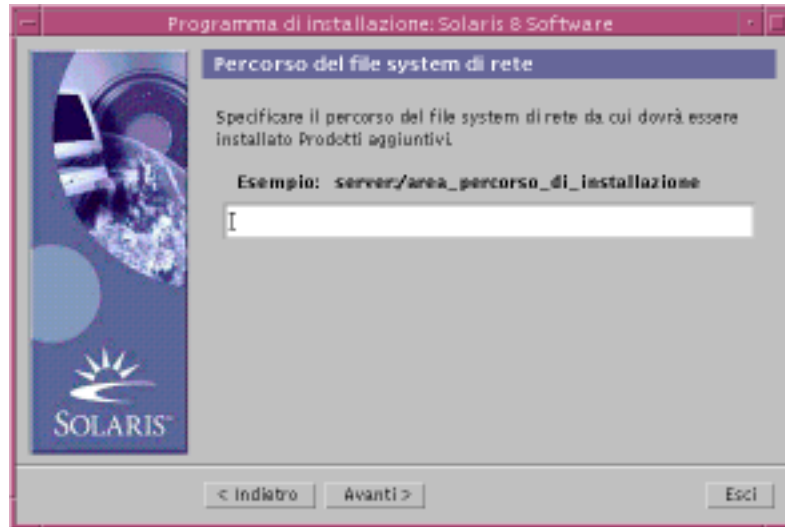 Programma di installazione: Solaris 8 Software
Percorso del file system di rete
Specificare il percorso del file system di rete da cui dovrà essere
installato Prodotti aggiuntivi.
Esempio: server:/area_percorso_di_installazione
SOLARIS™
< Indietro
Avanti >
Esci